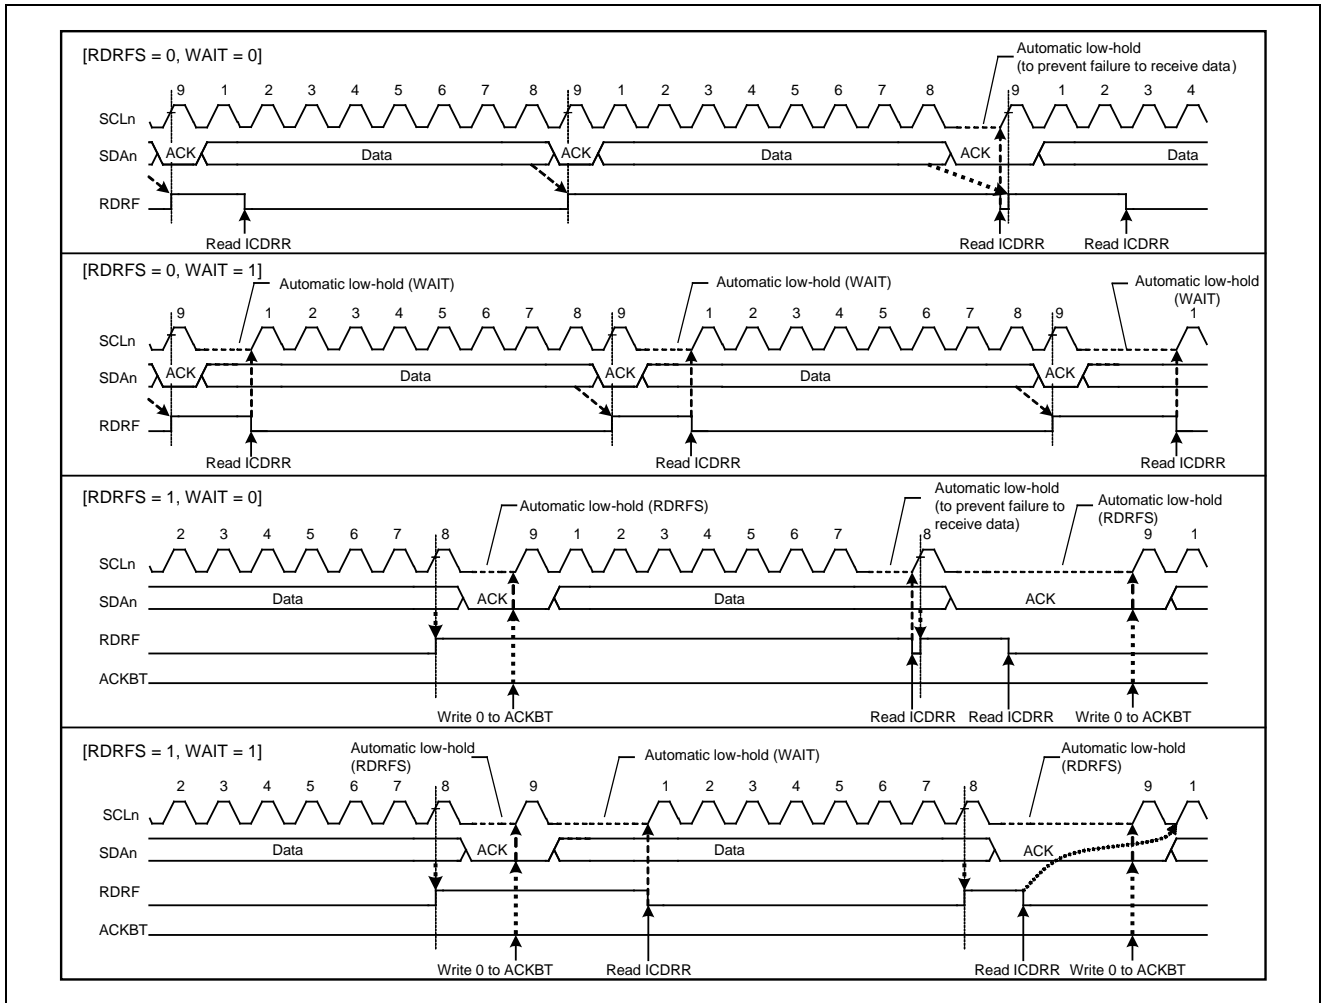 [RDRFS = 0, WAIT = 0]
Automatic low-hold
(to prevent failure to receive data)
9 1 2 3 4 5 6 7 8 9 1 2 3 4 5 6 7 8 9 1 2 3 4
SCLn
SDAn ACK Data ACK Data ACK Data
RDRF
Read ICDRR Read ICDRR Read ICDRR
[RDRFS = 0, WAIT = 1]
Automatic low-hold (WAIT) Automatic low-hold (WAIT) Automatic low-hold
(WAIT)
9 1 2 3 4 5 6 7 8 9 1 2 3 4 5 6 7 8 9 1
SCLn
SDAn ACK Data ACK Data ACK
RDRF
Read ICDRR Read ICDRR Read ICDRR
[RDRFS = 1, WAIT = 0]
Automatic low-hold (RDRFS)
Automatic low-hold
(to prevent failure to
receive data)
Automatic low-hold
(RDRFS)
2 3 4 5 6 7 8 9 1 2 3 4 5 6 7 8 9 1
SCLn
SDAn Data ACK Data ACK
RDRF
ACKBT
Write 0 to ACKBT Read ICDRR Read ICDRR Write 0 to ACKBT
[RDRFS = 1, WAIT = 1]
Automatic low-hold
(RDRFS)
Automatic low-hold (WAIT)
Automatic low-hold
(RDRFS)
2 3 4 5 6 7 8 9 1 2 3 4 5 6 7 8 9 1
SCLn
SDAn Data ACK Data ACK
RDRF
ACKBT
Write 0 to ACKBT Read ICDRR Read ICDRR Write 0 to ACKBT